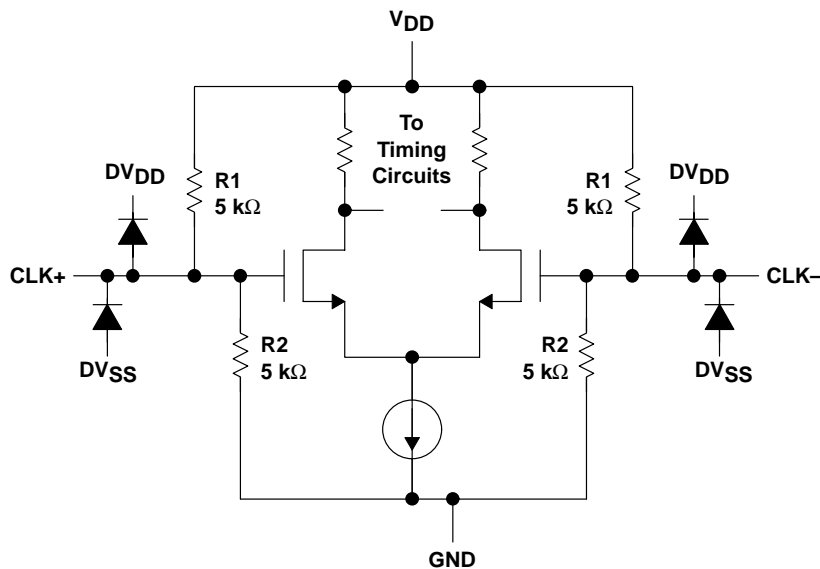 VDD
To
Timing
Circuits
DVDD
R1
5 kΩ
R1
5 kΩ
DVDD
CLK+
CLK–
R2
5 kΩ
R2
5 kΩ
DVSS
DVSS
GND